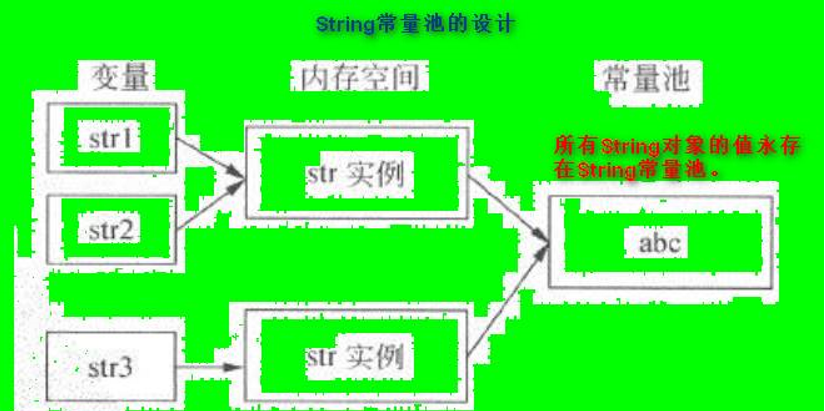 String常量池的设计
变量
内存空间
常量池
str1
str 实例
所有String对象的值永存
在String常量池。
str2
abc
str3
str 实例